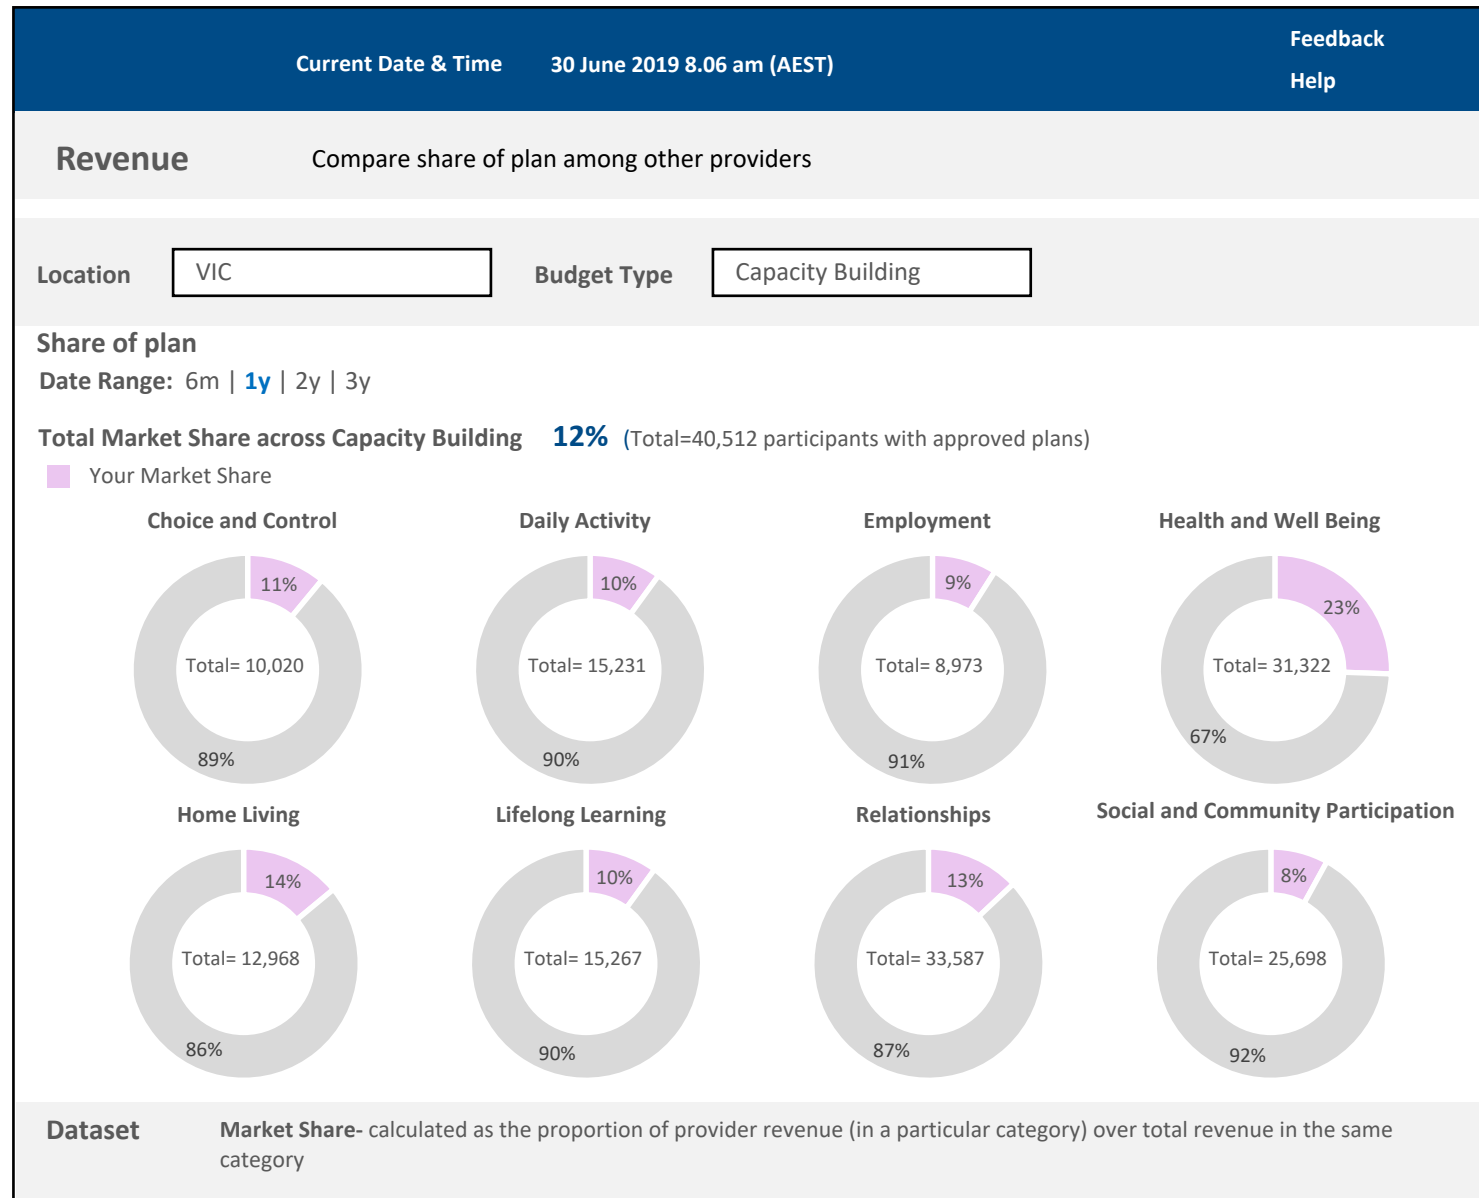 Current Date & Time 30 June 2019 8.06 am (AEST)
Feedback
Help
Revenue Compare share of plan among other providers
Location VIC Budget Type Capacity Building
Share of plan
Date Range: 6m | 1y | 2y | 3y
Total Market Share across Capacity Building 12% (Total=40,512 participants with approved plans)
Your Market Share
Choice and Control
11%
Total= 10,020
89%
Daily Activity
10%
Total= 15,231
90%
Employment
9%
Total= 8,973
91%
Health and Well Being
23%
Total= 31,322
67%
Home Living
14%
Total= 12,968
86%
Lifelong Learning
10%
Total= 15,267
90%
Relationships
13%
Total= 33,587
87%
Social and Community Participation
8%
Total= 25,698
92%
Dataset Market Share- calculated as the proportion of provider revenue (in a particular category) over total revenue in the same
category